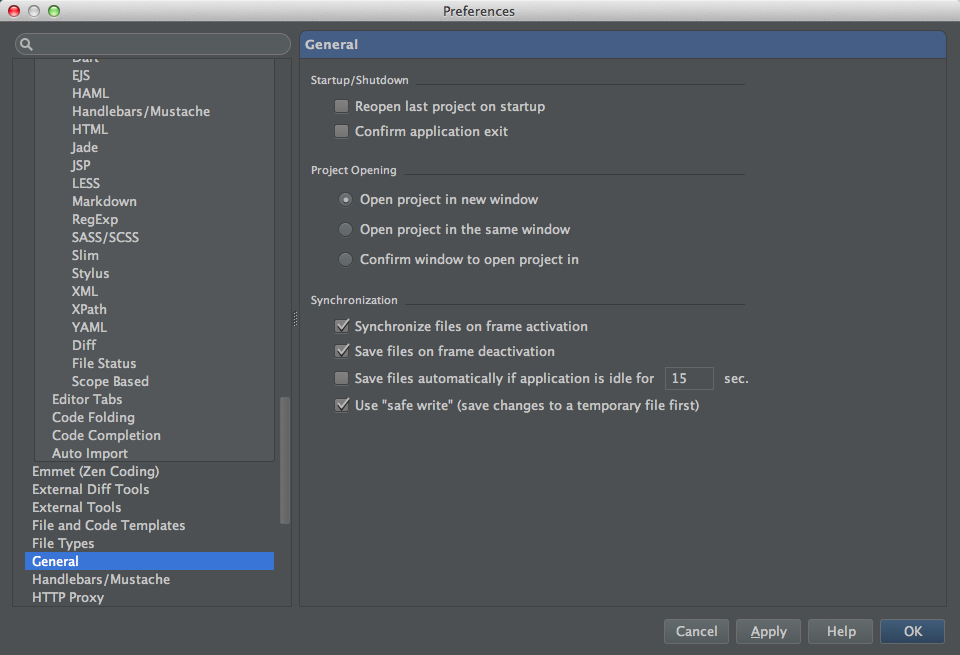 Preferences
Dart
EJS
HAML
Handlebars/Mustache
HTML
Jade
JSP
LESS
Markdown
RegExp
SASS/SCSS
Slim
Stylus
XML
XPath
YAML
Diff
File Status
Scope Based
Editor Tabs
Code Folding
Code Completion
Auto Import
Emmet (Zen Coding)
External Diff Tools
External Tools
File and Code Templates
File Types
General
Handlebars/Mustache
HTTP Proxy
General
Startup/Shutdown
Reopen last project on startup
Confirm application exit
Project Opening
Open project in new window
Open project in the same window
Confirm window to open project in
Synchronization
Synchronize files on frame activation
Save files on frame deactivation
Save files automatically if application is idle for 15 sec.
Use "safe write" (save changes to a temporary file first)
Cancel Apply Help OK